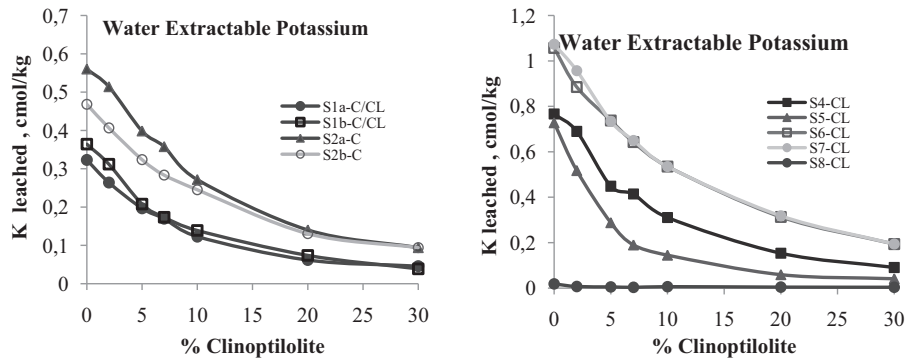 Water Extractable Potassium
0,7
0,6
0,5
0,4
0,3
0,2
0,1
0
K leached , cmol/kg
S1a-C/CL
S1b-C/CL
S2a-C
S2b-C
0 5 10 15 20 25 30
% Clinoptilolite
Water Extractable Potassium
1,2
1
0,8
0,6
0,4
0,2
0
K leached , cmol/kg
S4-CL
S5-CL
S6-CL
S7-CL
S8-CL
0 5 10 15 20 25 30
% Clinoptilolite